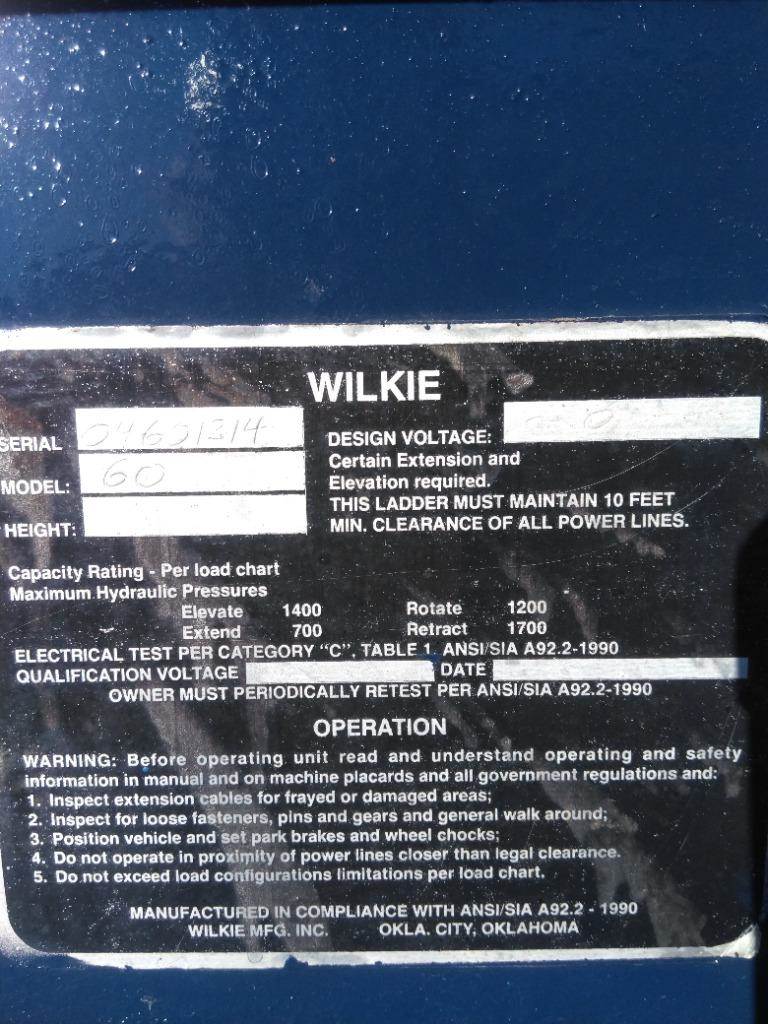 WILKIE
SERIAL 04601314
DESIGN VOLTAGE: 0
MODEL: 60
Certain Extension and
Elevation required.
THIS LADDER MUST MAINTAIN 10 FEET
HEIGHT:
MIN. CLEARANCE OF ALL POWER LINES.
Capacity Rating - Per load chart
Maximum Hydraulic Pressures
Elevate 1400 Rotate 1200
Extend 700 Retract 1700
ELECTRICAL TEST PER CATEGORY "C", TABLE 1, ANSI/SIA A92.2-1990
QUALIFICATION VOLTAGE DATE
OWNER MUST PERIODICALLY RETEST PER ANSI/SIA A92.2-1990
OPERATION
WARNING: Before operating unit read and understand operating and safety
information in manual and on machine placards and all government regulations and:
1. Inspect extension cables for frayed or damaged areas;
2. Inspect for loose fasteners, pins and gears and general walk around;
3. Position vehicle and set park brakes and wheel chocks;
4. Do not operate in proximity of power lines closer than legal clearance.
5. Do not exceed load configurations limitations per load chart.
MANUFACTURED IN COMPLIANCE WITH ANSI/SIA A92.2 - 1990
WILKIE MFG. INC. OKLA. CITY, OKLAHOMA